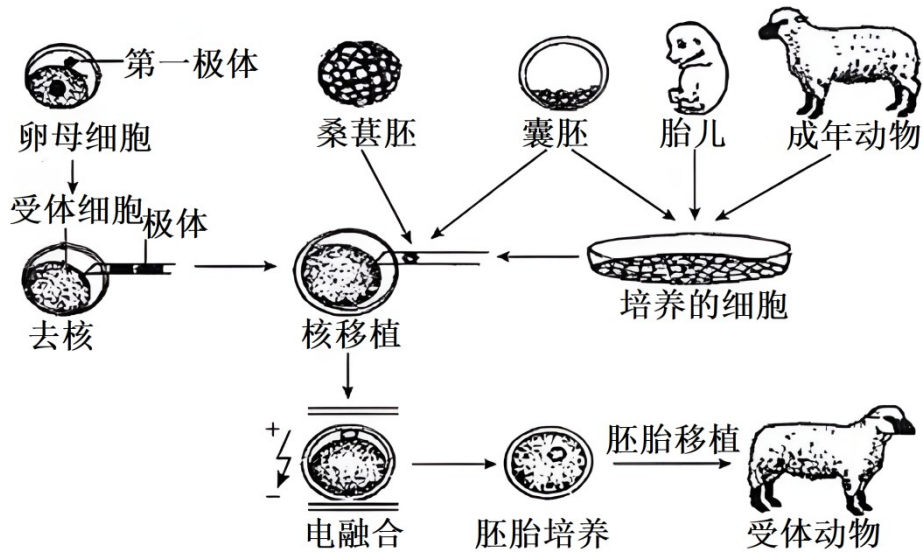 第一极体
卵母细胞
桑葚胚
囊胚
胎儿
成年动物
受体细胞
极体
去核
核移植
培养的细胞
+
-
电融合
胚胎培养
胚胎移植
受体动物